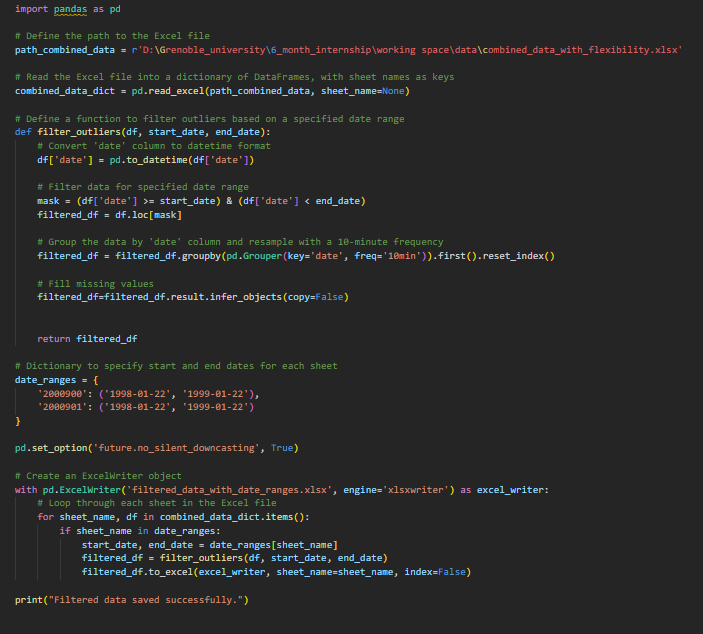 import pandas as pd
# Define the path to the Excel file
path_combined_data = r'D:\Grenoble_university\6_month_internship\working space\data\combined_data_with_flexibility.xlsx'
# Read the Excel file into a dictionary of DataFrames, with sheet names as keys
combined_data_dict = pd.read_excel(path_combined_data, sheet_name=None)
# Define a function to filter outliers based on a specified date range
def filter_outliers(df, start_date, end_date):
    # Convert 'date' column to datetime format
    df['date'] = pd.to_datetime(df['date'])
    # Filter data for specified date range
    mask = (df['date'] >= start_date) & (df['date'] < end_date)
    filtered_df = df.loc[mask]
    # Group the data by 'date' column and resample with a 10-minute frequency
    filtered_df = filtered_df.groupby(pd.Grouper(key='date', freq='10min')).first().reset_index()
    # Fill missing values
    filtered_df=filtered_df.result.infer_objects(copy=False)
    return filtered_df
# Dictionary to specify start and end dates for each sheet
date_ranges = {
    '2000900': ('1998-01-22', '1999-01-22'),
    '2000901': ('1998-01-22', '1999-01-22')
}
pd.set_option('future.no_silent_downcasting', True)
# Create an ExcelWriter object
with pd.ExcelWriter('filtered_data_with_date_ranges.xlsx', engine='xlsxwriter') as excel_writer:
    # Loop through each sheet in the Excel file
    for sheet_name, df in combined_data_dict.items():
        if sheet_name in date_ranges:
            start_date, end_date = date_ranges[sheet_name]
            filtered_df = filter_outliers(df, start_date, end_date)
            filtered_df.to_excel(excel_writer, sheet_name=sheet_name, index=False)
print("Filtered data saved successfully.")